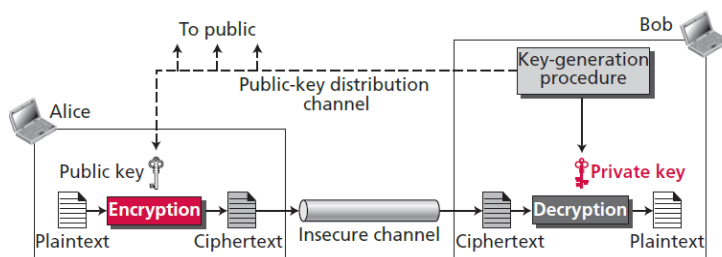 Bob
To public
Key-generation
procedure
Public-key distribution
channel
Alice
Public key
Private key
Encryption
Decryption
Plaintext
Ciphertext
Insecure channel
Ciphertext
Plaintext